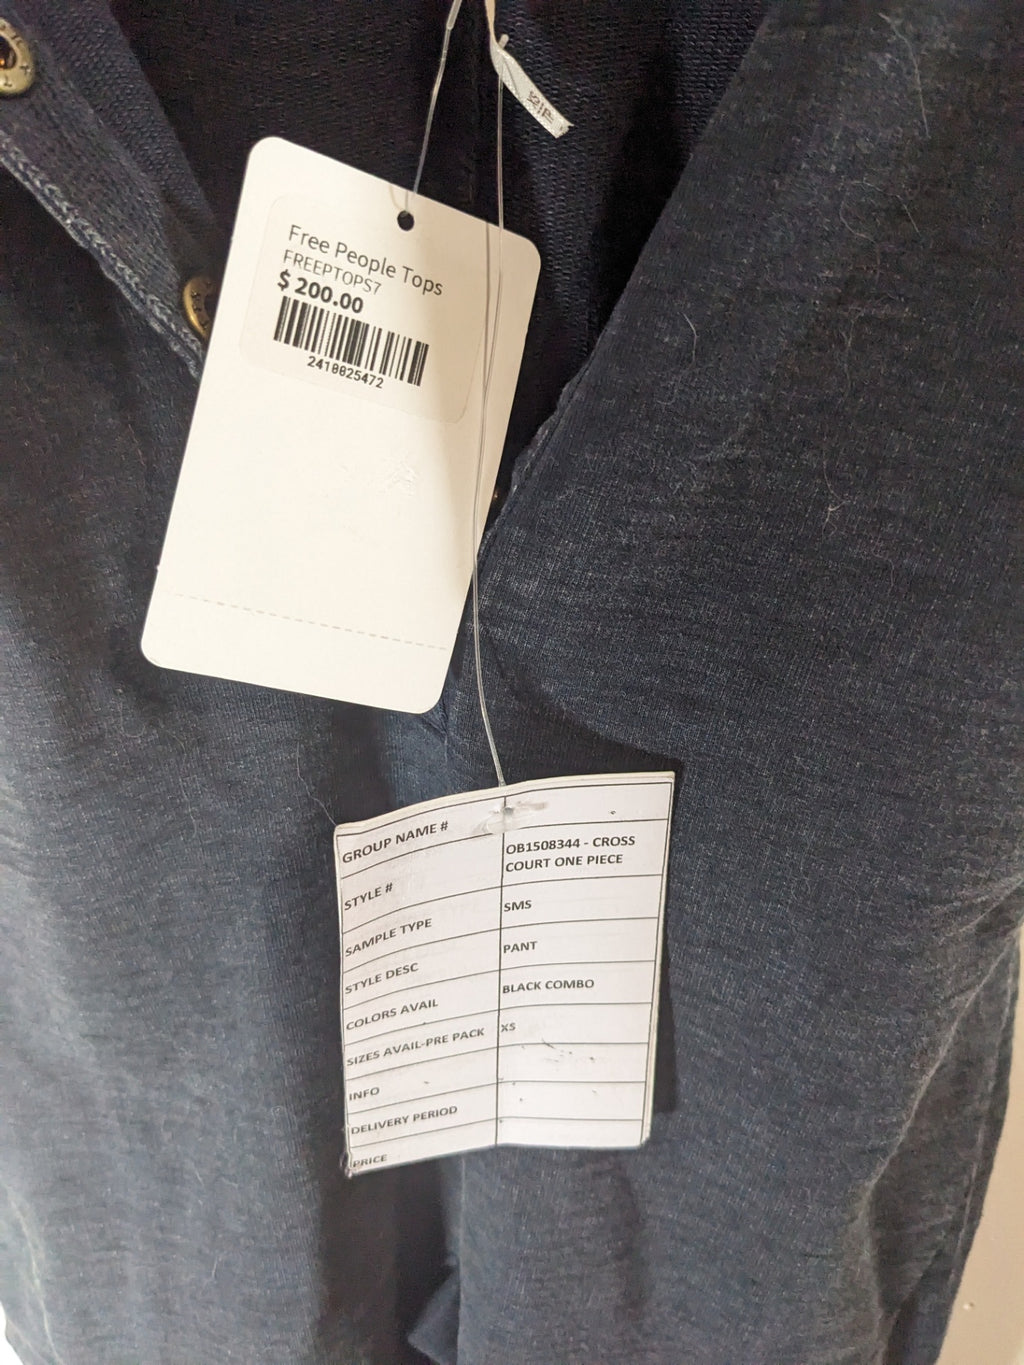 Free People Tops
FREEPTOPS7
$ 200.00
2410025472
GROUP NAME #
STYLE # OB1508344 - CROSS
COURT ONE PIECE
SAMPLE TYPE SMS
STYLE DESC PANT
COLORS AVAIL BLACK COMBO
SIZES AVAIL-PRE PACK XS
INFO
DELIVERY PERIOD
PRICE